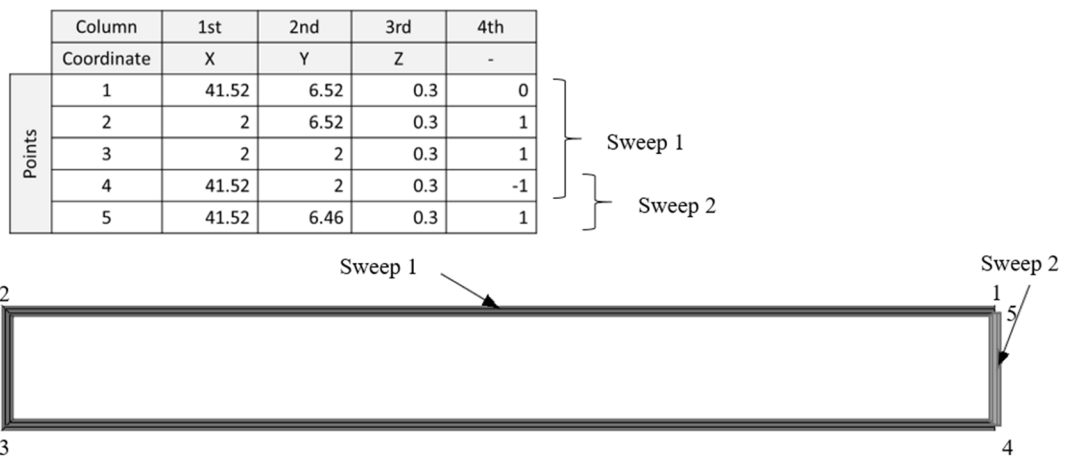 Column 1st 2nd 3rd 4th
Coordinate X Y Z -
Points
1 41.52 6.52 0.3 0
2 2 6.52 0.3 1
3 2 2 0.3 1
4 41.52 2 0.3 -1
5 41.52 6.46 0.3 1
Sweep 1
Sweep 2
Sweep 1
Sweep 2
2
1
5
3
4